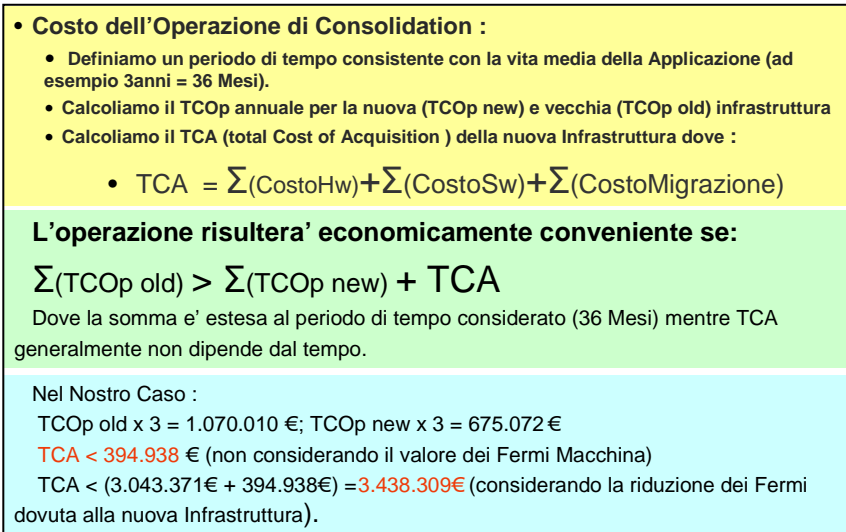 • Costo dell'Operazione di Consolidation :
• Definiamo un periodo di tempo consistente con la vita media della Applicazione (ad
esempio 3anni = 36 Mesi).
• Calcoliamo il TCOp annuale per la nuova (TCOp new) e vecchia (TCOp old) infrastruttura
• Calcoliamo il TCA (total Cost of Acquisition ) della nuova Infrastruttura dove :
• TCA = Σ(CostoHw)+Σ(CostoSw)+Σ(CostoMigrazione)
L'operazione risultera' economicamente conveniente se:
Σ(TCOp old) > Σ(TCOp new) + TCA
Dove la somma e' estesa al periodo di tempo considerato (36 Mesi) mentre TCA
generalmente non dipende dal tempo.
Nel Nostro Caso :
TCOp old x 3 = 1.070.010 €; TCOp new x 3 = 675.072 €
TCA < 394.938 € (non considerando il valore dei Fermi Macchina)
TCA < (3.043.371€ + 394.938€) =3.438.309€ (considerando la riduzione dei Fermi
dovuta alla nuova Infrastruttura).